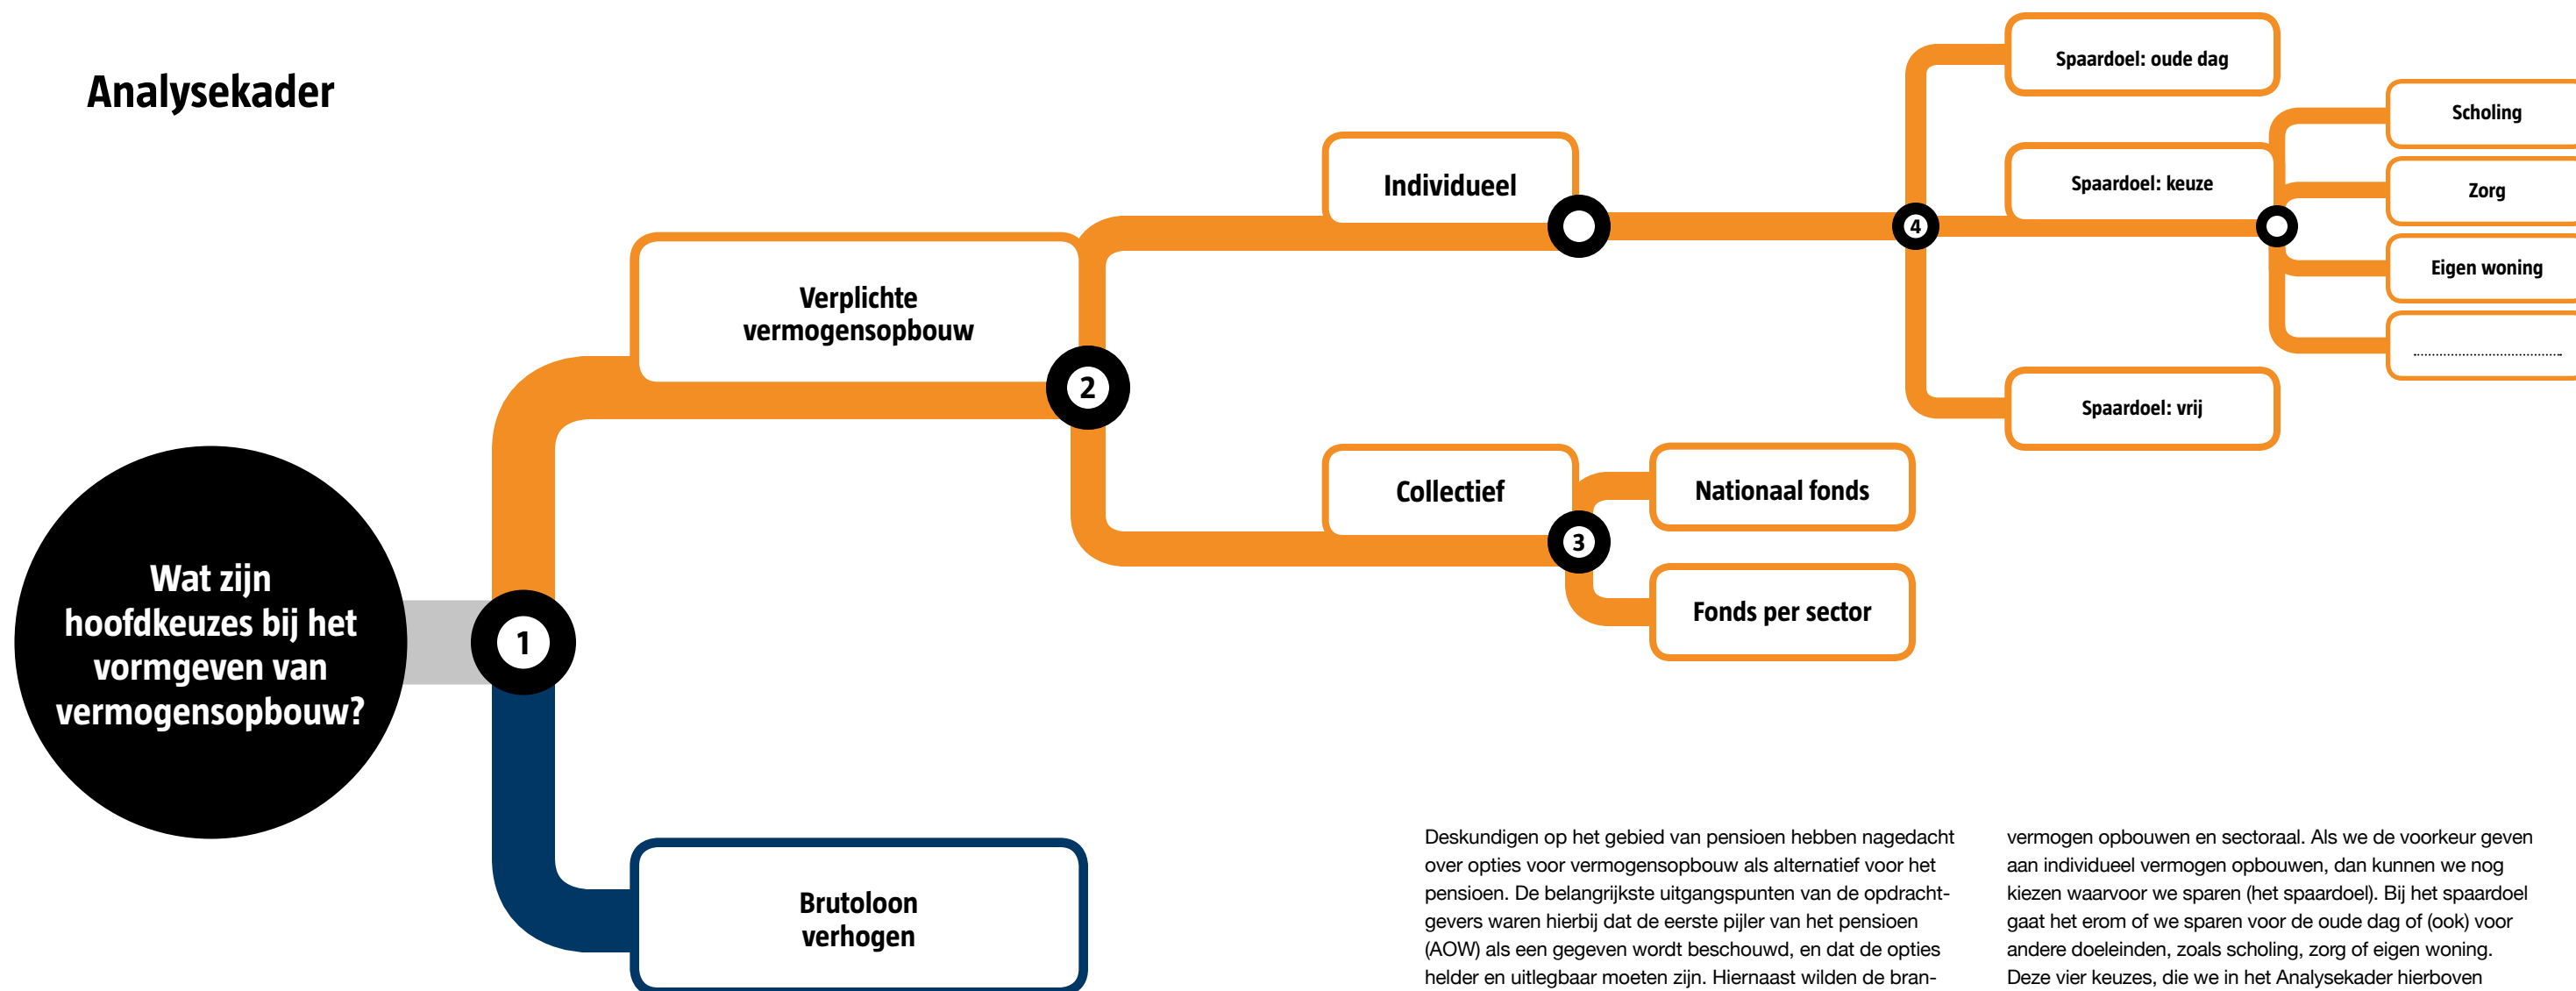 Analysekader
Wat zijn
hoofdkeuzes bij het
vormgeven van
vermogensopbouw?
1
Verplichte
vermogensopbouw
Brutoloon
verhogen
2
Individueel
Collectief
3
Nationaal fonds
Fonds per sector
4
Spaardoel: oude dag
Spaardoel: keuze
Spaardoel: vrij
Scholing
Zorg
Eigen woning
Deskundigen op het gebied van pensioen hebben nagedacht
over opties voor vermogensopbouw als alternatief voor het
pensioen. De belangrijkste uitgangspunten van de opdracht-
gevers waren hierbij dat de eerste pijler van het pensioen
(AOW) als een gegeven wordt beschouwd, en dat de opties
helder en uitlegbaar moeten zijn. Hiernaast wilden de bran-
vermogen opbouwen en sectoraal. Als we de voorkeur geven
aan individueel vermogen opbouwen, dan kunnen we nog
kiezen waarvoor we sparen (het spaardoel). Bij het spaardoel
gaat het erom of we sparen voor de oude dag of (ook) voor
andere doeleinden, zoals scholing, zorg of eigen woning.
Deze vier keuzes, die we in het Analysekader hierboven